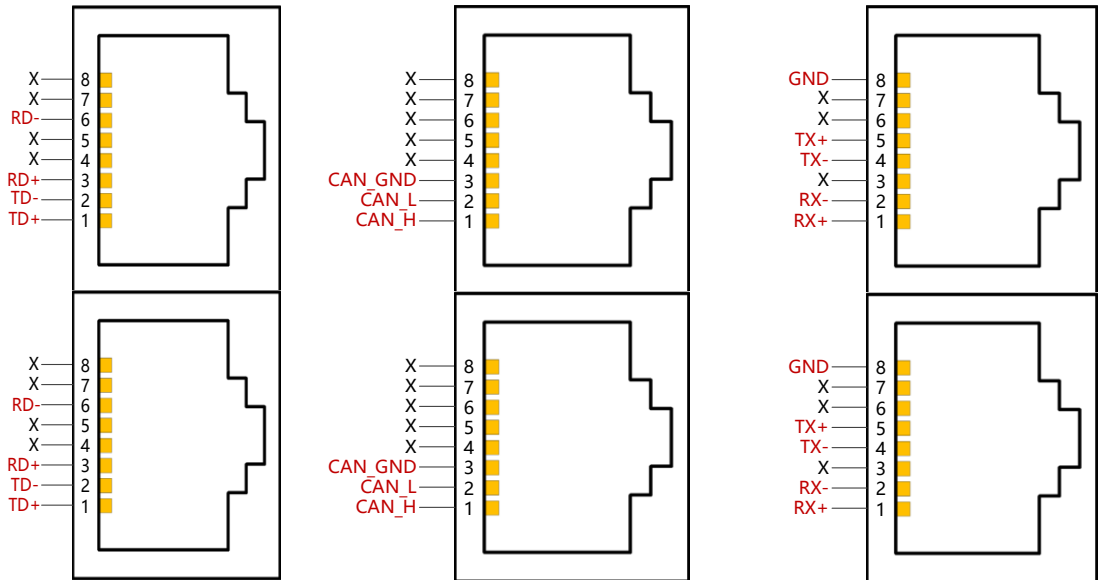 X 8
X 7
RD- 6
X 5
X 4
RD+ 3
TD- 2
TD+ 1
X 8
X 7
X 6
X 5
X 4
CAN_GND 3
CAN_L 2
CAN_H 1
GND 8
X 7
X 6
TX+ 5
TX- 4
X 3
RX- 2
RX+ 1
X 8
X 7
RD- 6
X 5
X 4
RD+ 3
TD- 2
TD+ 1
X 8
X 7
X 6
X 5
X 4
CAN_GND 3
CAN_L 2
CAN_H 1
GND 8
X 7
X 6
TX+ 5
TX- 4
X 3
RX- 2
RX+ 1